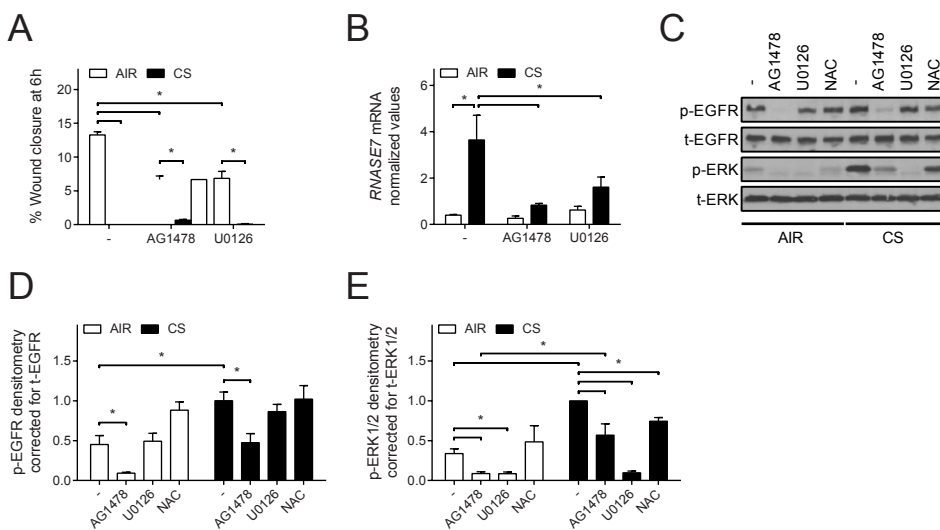 A
AIR CS
% Wound closure at 6h
20
15
10
5
0
*
*
*
- AG1478 U0126
B
AIR CS
RNASE7 mRNA
normalized values
6
4
2
0
*
*
- AG1478 U0126
C
- AG1478 U0126 NAC - AG1478 U0126 NAC
p-EGFR
t-EGFR
p-ERK
t-ERK
AIR CS
D
AIR CS
p-EGFR densitometry
corrected for t-EGFR
1.5
1.0
0.5
0.0
*
*
*
- AG1478 U0126 NAC - AG1478 U0126 NAC
E
AIR CS
p-ERK1/2 densitometry
corrected for t-ERK1/2
1.5
1.0
0.5
0.0
*
*
*
- AG1478 U0126 NAC - AG1478 U0126 NAC